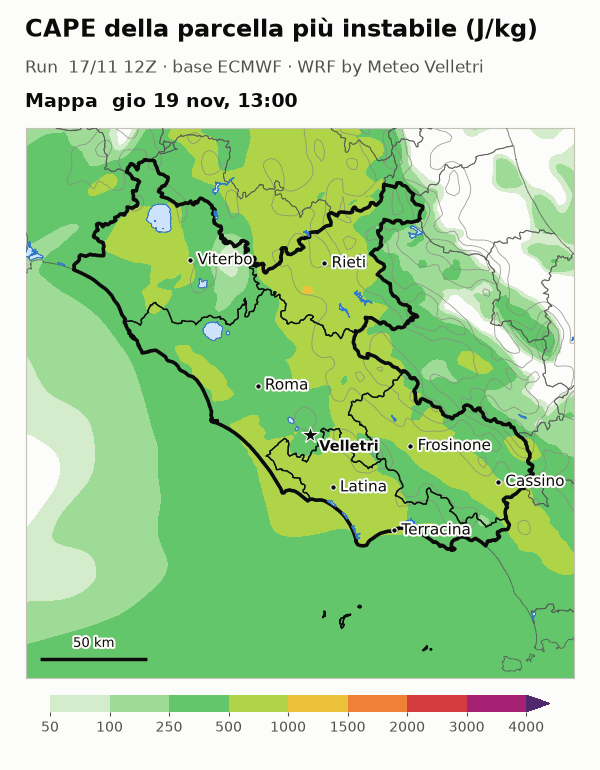 CAPE della parcella più instabile (J/kg)
Run  17/11 12Z · base ECMWF · WRF by Meteo Velletri
Mappa  gio 19 nov, 13:00
Viterbo
Rieti
Roma
Velletri
Frosinone
Cassino
Latina
Terracina
50 km
50 100 250 500 1000 1500 2000 3000 4000